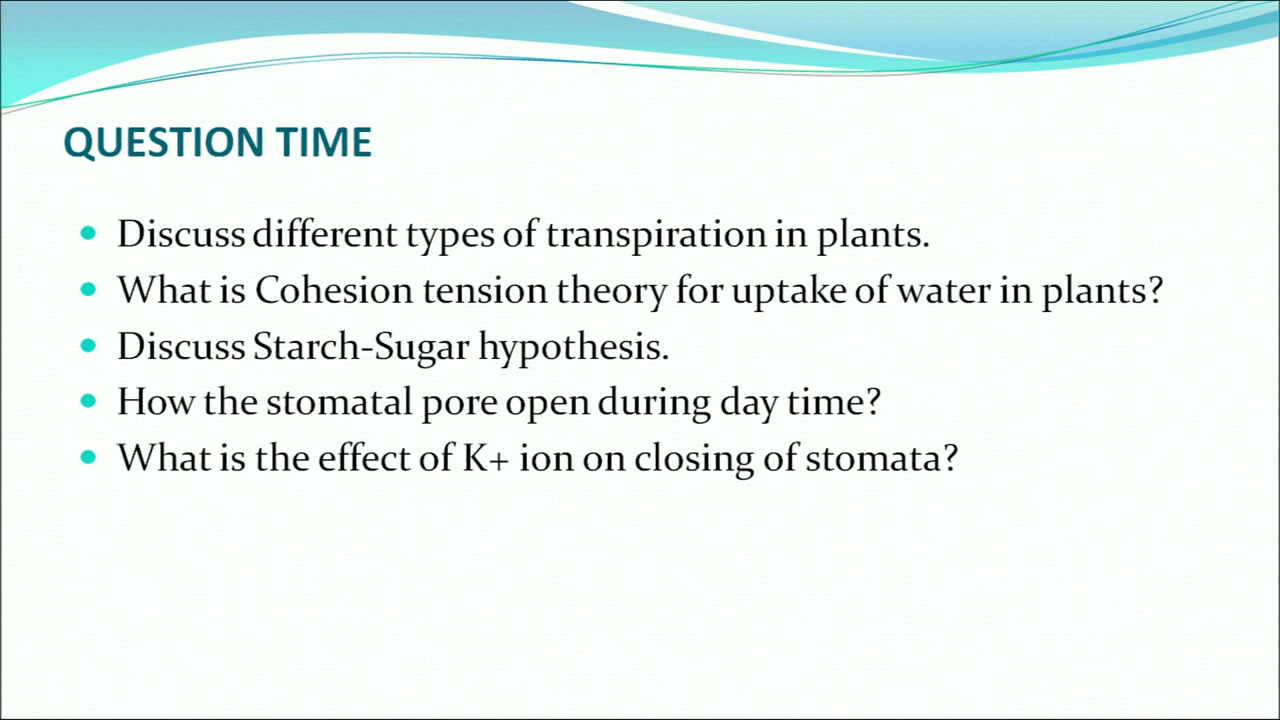 QUESTION TIME
• Discuss different types of transpiration in plants.
• What is Cohesion tension theory for uptake of water in plants?
• Discuss Starch-Sugar hypothesis.
• How the stomatal pore open during day time?
• What is the effect of K+ ion on closing of stomata?